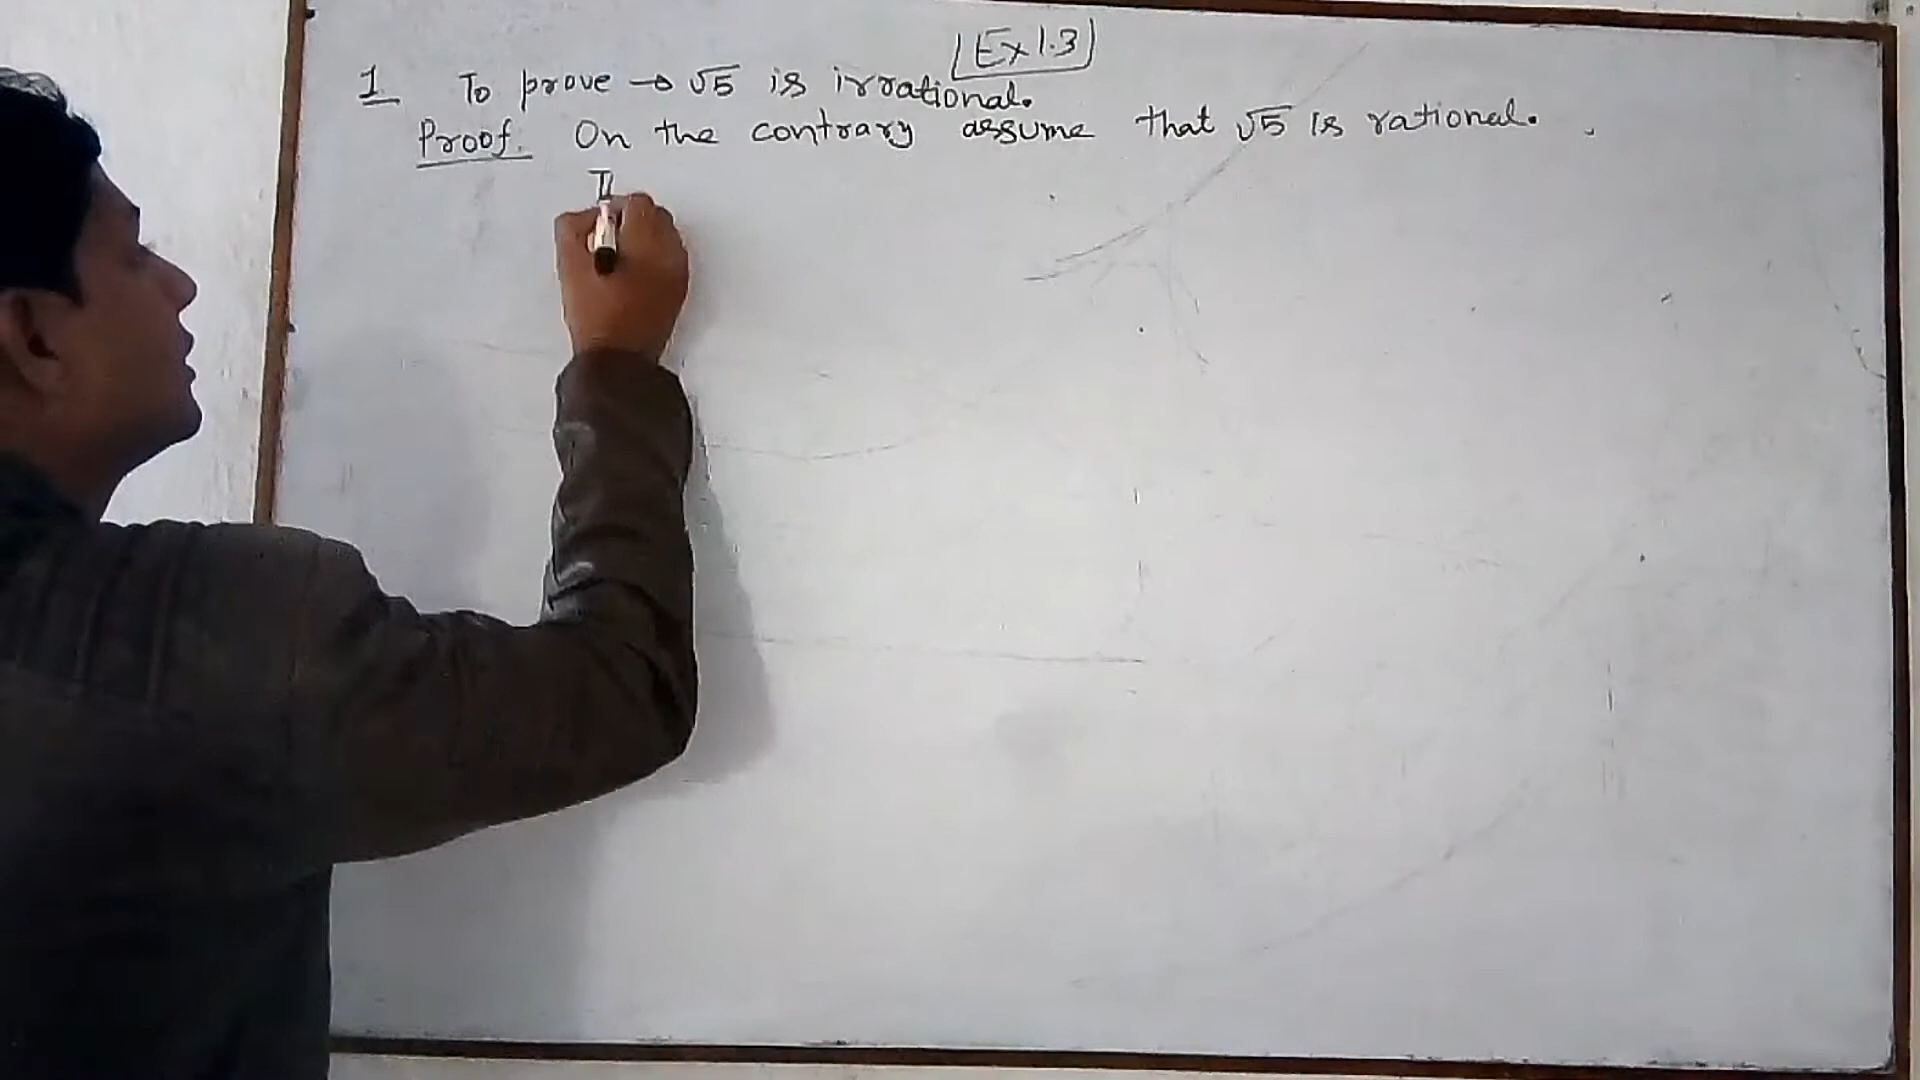 Ex 1.3
1 To prove → √5 is irrational.
Proof. On the contrary assume that √5 is rational.